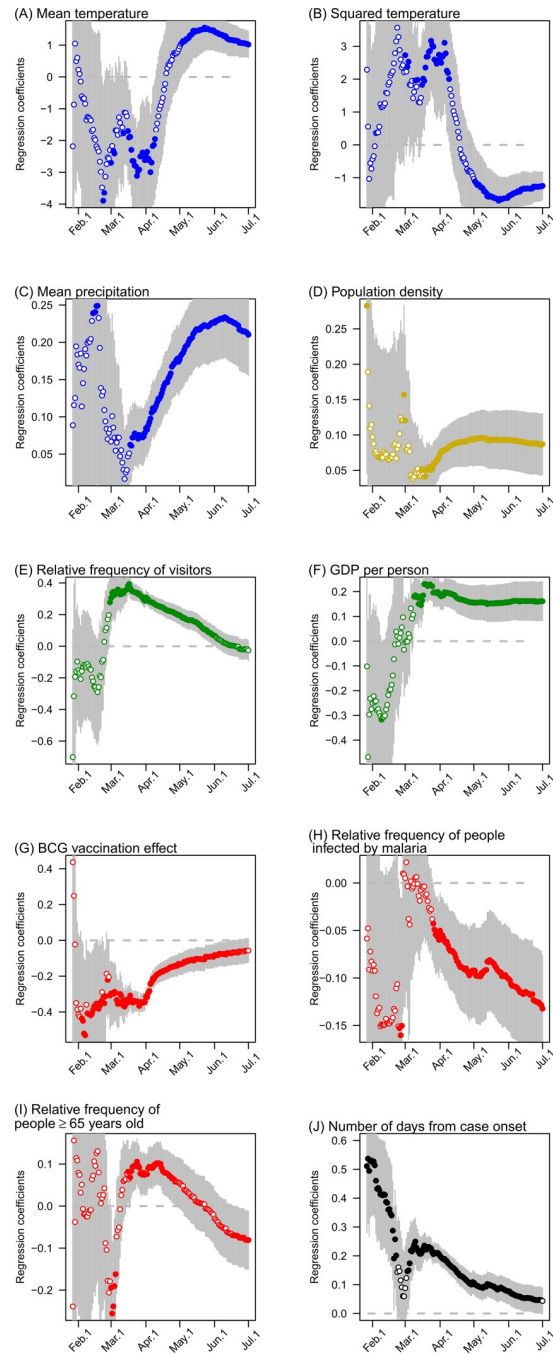 (A) Mean temperature
Regression coefficients
1
0
−1
−2
−3
−4
Feb.1
Mar.1
Apr.1
May.1
Jun.1
Jul.1
(B) Squared temperature
Regression coefficients
3
2
1
0
−1
Feb.1
Mar.1
Apr.1
May.1
Jun.1
Jul.1
(C) Mean precipitation
Regression coefficients
0.25
0.20
0.15
0.10
0.05
Feb.1
Mar.1
Apr.1
May.1
Jun.1
Jul.1
(D) Population density
Regression coefficients
0.25
0.20
0.15
0.10
0.05
Feb.1
Mar.1
Apr.1
May.1
Jun.1
Jul.1
(E) Relative frequency of visitors
Regression coefficients
0.4
0.2
0.0
−0.2
−0.4
−0.6
Feb.1
Mar.1
Apr.1
May.1
Jun.1
Jul.1
(F) GDP per person
Regression coefficients
0.2
0.1
0.0
−0.1
−0.2
−0.3
−0.4
Feb.1
Mar.1
Apr.1
May.1
Jun.1
Jul.1
(G) BCG vaccination effect
Regression coefficients
0.4
0.2
0.0
−0.2
−0.4
Feb.1
Mar.1
Apr.1
May.1
Jun.1
Jul.1
(H) Relative frequency of people
infected by malaria
Regression coefficients
0.00
−0.05
−0.10
−0.15
Feb.1
Mar.1
Apr.1
May.1
Jun.1
Jul.1
(I) Relative frequency of
people ≥ 65 years old
Regression coefficients
0.1
0.0
−0.1
−0.2
Feb.1
Mar.1
Apr.1
May.1
Jun.1
Jul.1
(J) Number of days from case onset
Regression coefficients
0.6
0.5
0.4
0.3
0.2
0.1
0.0
Feb.1
Mar.1
Apr.1
May.1
Jun.1
Jul.1